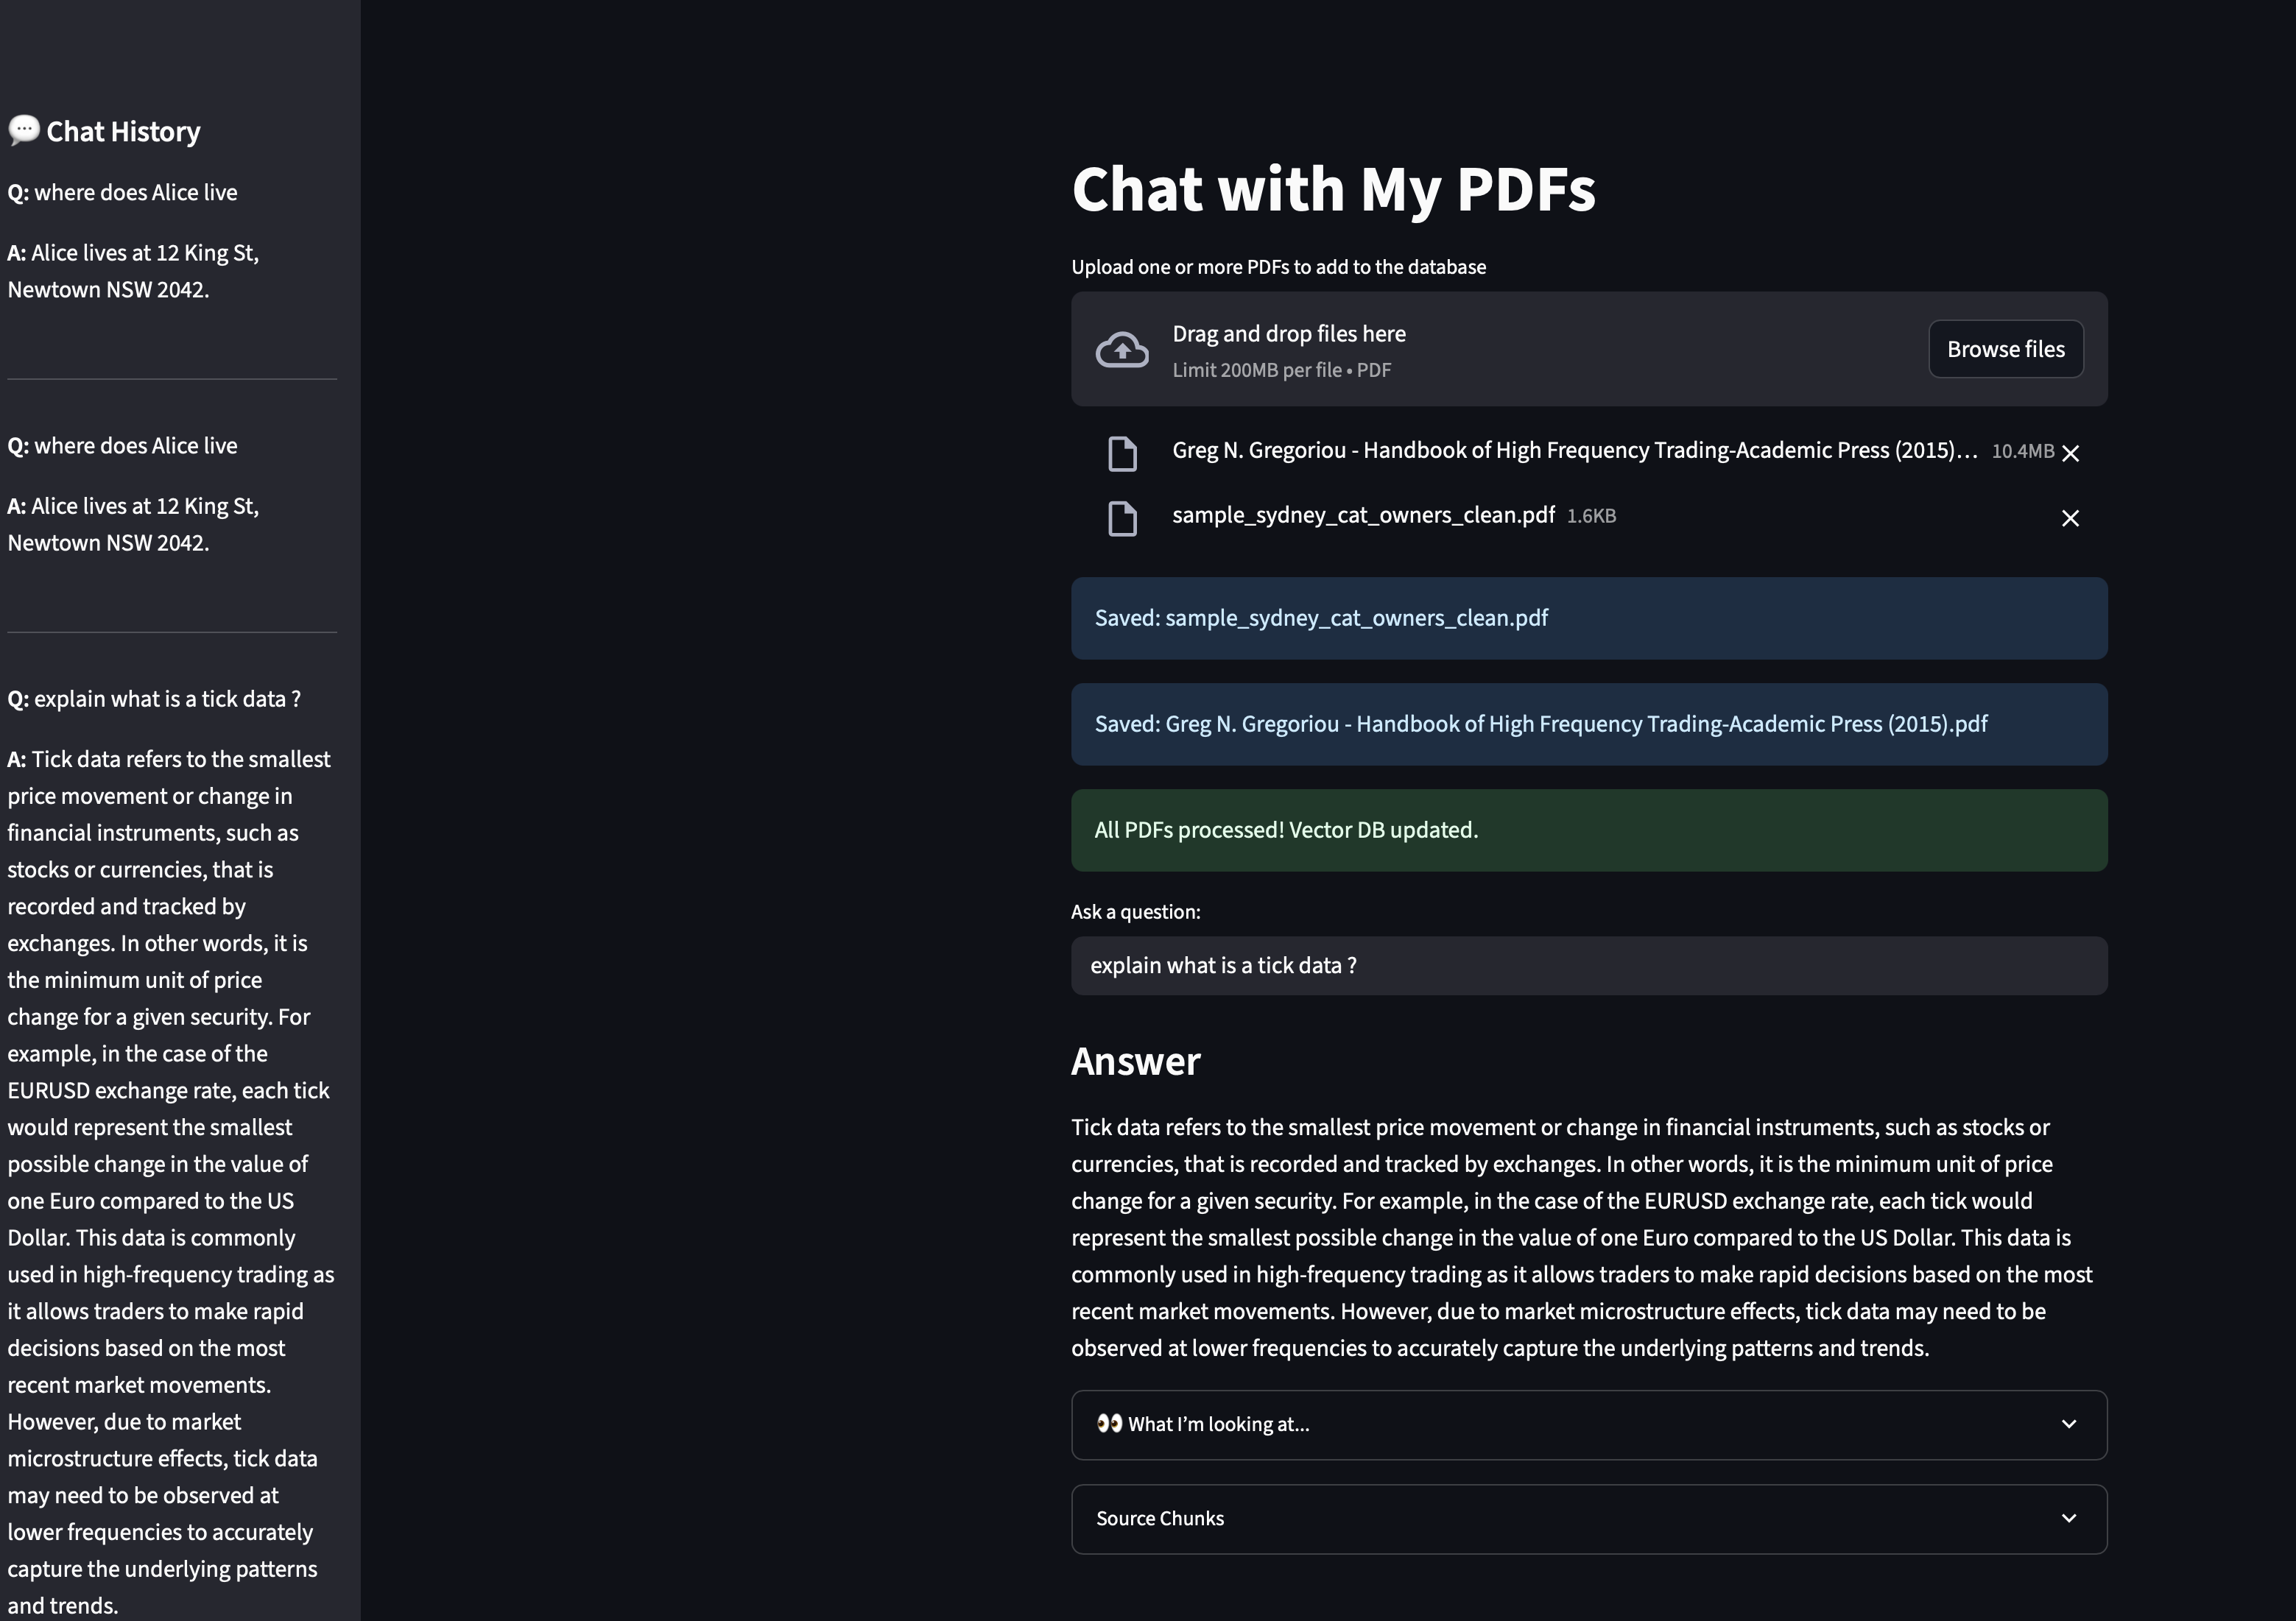 💬 Chat History
Q: where does Alice live
A: Alice lives at 12 King St,
Newtown NSW 2042.
Q: where does Alice live
A: Alice lives at 12 King St,
Newtown NSW 2042.
Q: explain what is a tick data ?
A: Tick data refers to the smallest
price movement or change in
financial instruments, such as
stocks or currencies, that is
recorded and tracked by
exchanges. In other words, it is
the minimum unit of price
change for a given security. For
example, in the case of the
EURUSD exchange rate, each tick
would represent the smallest
possible change in the value of
one Euro compared to the US
Dollar. This data is commonly
used in high-frequency trading as
it allows traders to make rapid
decisions based on the most
recent market movements.
However, due to market
microstructure effects, tick data
may need to be observed at
lower frequencies to accurately
capture the underlying patterns
and trends.
Chat with My PDFs
Upload one or more PDFs to add to the database
Drag and drop files here
Limit 200MB per file • PDF
Browse files
Greg N. Gregoriou - Handbook of High Frequency Trading-Academic Press (2015)... 10.4MB
sample_sydney_cat_owners_clean.pdf 1.6KB
Saved: sample_sydney_cat_owners_clean.pdf
Saved: Greg N. Gregoriou - Handbook of High Frequency Trading-Academic Press (2015).pdf
All PDFs processed! Vector DB updated.
Ask a question:
explain what is a tick data ?
Answer
Tick data refers to the smallest price movement or change in financial instruments, such as stocks or
currencies, that is recorded and tracked by exchanges. In other words, it is the minimum unit of price
change for a given security. For example, in the case of the EURUSD exchange rate, each tick would
represent the smallest possible change in the value of one Euro compared to the US Dollar. This data is
commonly used in high-frequency trading as it allows traders to make rapid decisions based on the most
recent market movements. However, due to market microstructure effects, tick data may need to be
observed at lower frequencies to accurately capture the underlying patterns and trends.
👀 What I’m looking at...
Source Chunks